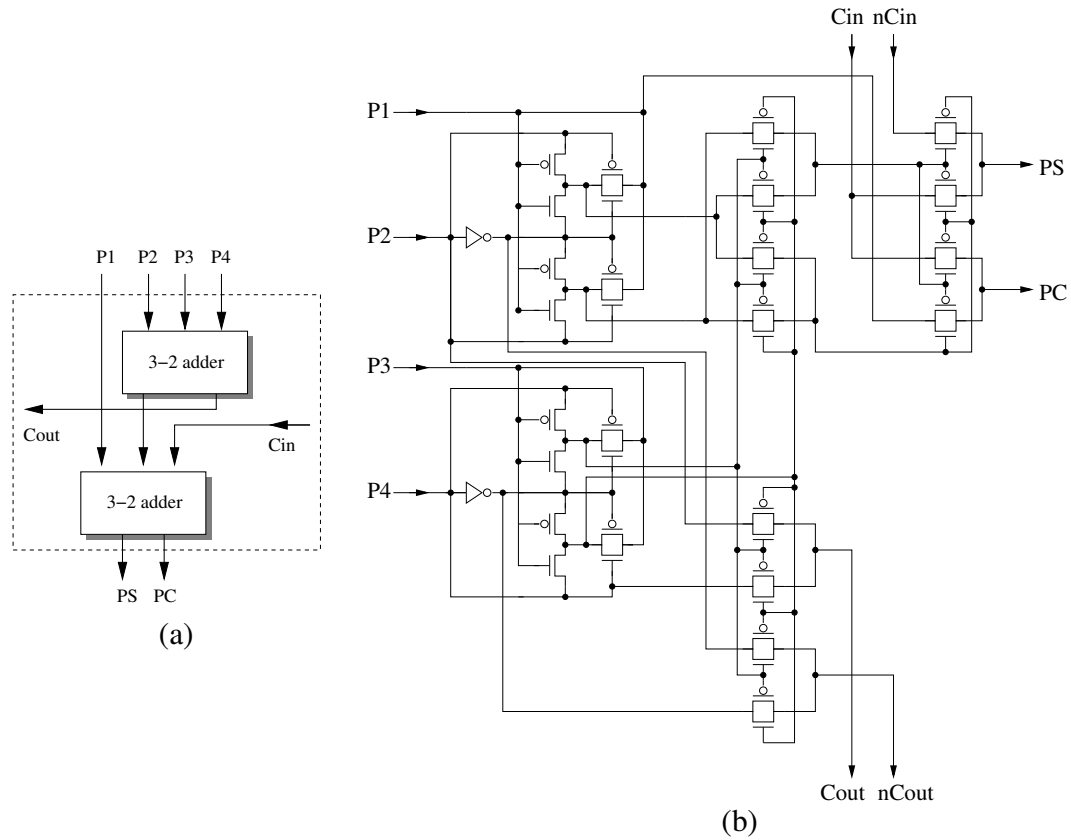 P1 P2 P3 P4
3−2 adder
Cout
Cin
3−2 adder
PS PC
(a)
Cin nCin
P1
PS
P2
PC
P3
P4
Cout nCout
(b)